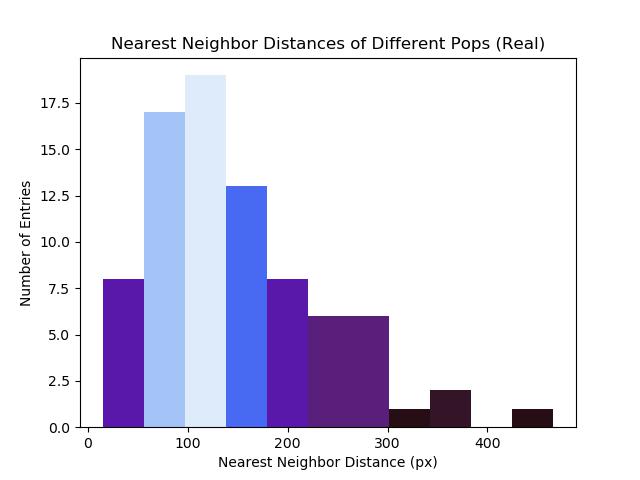 Nearest Neighbor Distances of Different Pops (Real)
Number of Entries
17.5
15.0
12.5
10.0
7.5
5.0
2.5
0.0
0 100 200 300 400
Nearest Neighbor Distance (px)